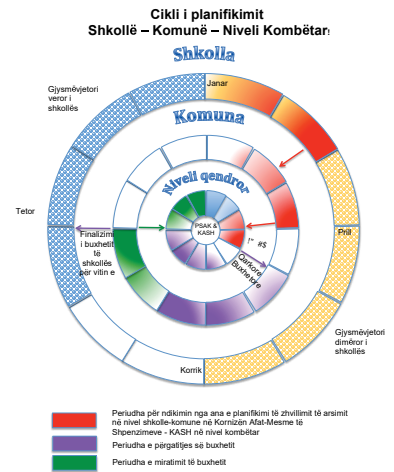 Cikli i planifikimit
Shkollë – Komunë – Niveli Kombëtar!
Shkolla
Gjysmëvjetori
veror i
shkollës
Janar
Komuna
Niveli qendror
Tetor
PSAK &
KASH
Prill
Finalizimi
i buxhetit
të
shkollës
për vitin e
!" #$
Qarkore
Buxhetore
Gjysmëvjetori
dimëror i
shkollës
Korrik
Periudha për ndikimin nga ana e planifikimi të zhvillimit të arsimit
në nivel shkolle-komune në Kornizën Afat-Mesme të
Shpenzimeve - KASH në nivel kombëtar
Periudha e përgatitjes së buxhetit
Periudha e miratimit të buxhetit